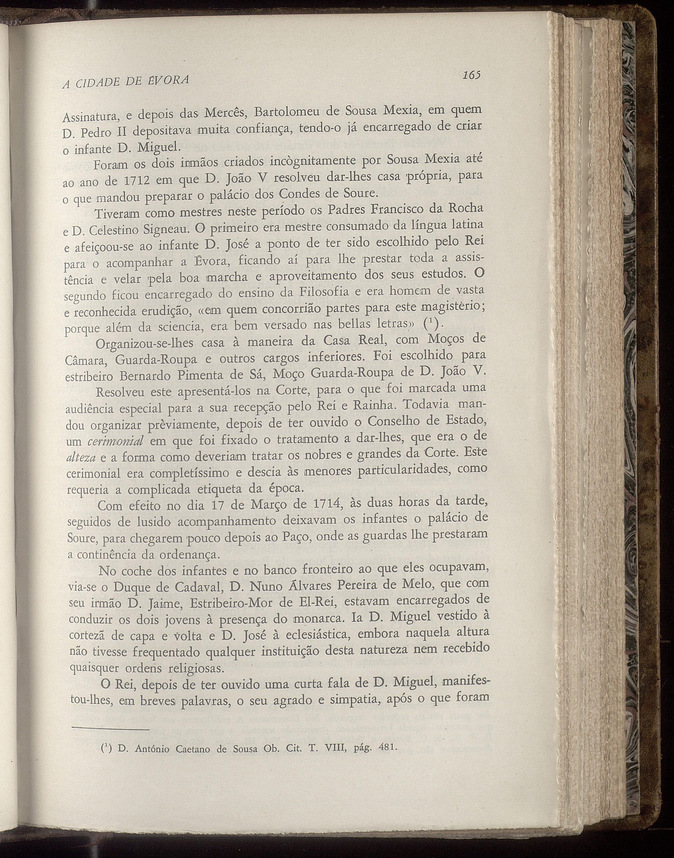 A CIDADE DE ÉVORA 165
Assinatura, e depois das Mercês, Bartolomeu de Sousa Mexia, em quem
D. Pedro II depositava muita confiança, tendo-o já encarregado de criar
o infante D. Miguel.
Foram os dois irmãos criados incògnitamente por Sousa Mexia até
ao ano de 1712 em que D. João V resolveu dar-lhes casa própria, para
o que mandou preparar o palácio dos Condes de Soure.
Tiveram como mestres neste período os Padres Francisco da Rocha
e D. Celestino Signeau. O primeiro era mestre consumado da língua latina
e afeiçoou-se ao infante D. José a ponto de ter sido escolhido pelo Rei
para o acompanhar a Évora, ficando aí para lhe prestar toda a assis-
tência e velar pela boa marcha e aproveitamento dos seus estudos. O
segundo ficou encarregado do ensino da Filosofia e era homem de vasta
e reconhecida erudição, «em quem concorrião partes para este magistério;
porque além da sciencia, era bem versado nas bellas letras» (¹).
Organizou-se-lhes casa à maneira da Casa Real, com Moços de
Câmara, Guarda-Roupa e outros cargos inferiores. Foi escolhido para
estribeiro Bernardo Pimenta de Sá, Moço Guarda-Roupa de D. João V.
Resolveu este apresentá-los na Corte, para o que foi marcada uma
audiência especial para a sua recepção pelo Rei e Rainha. Todavia man-
dou organizar prèviamente, depois de ter ouvido o Conselho de Estado,
um cerimonial em que foi fixado o tratamento a dar-lhes, que era o de
alteza e a forma como deveriam tratar os nobres e grandes da Corte. Este
cerimonial era completíssimo e descia às menores particularidades, como
requeria a complicada etiqueta da época.
Com efeito no dia 17 de Março de 1714, às duas horas da tarde,
seguidos de lusido acompanhamento deixavam os infantes o palácio de
Soure, para chegarem pouco depois ao Paço, onde as guardas lhe prestaram
a continência da ordenança.
No coche dos infantes e no banco fronteiro ao que eles ocupavam,
via-se o Duque de Cadaval, D. Nuno Álvares Pereira de Melo, que com
seu irmão D. Jaime, Estribeiro-Mor de El-Rei, estavam encarregados de
conduzir os dois jovens à presença do monarca. Ia D. Miguel vestido à
cortezã de capa e volta e D. José à eclesiástica, embora naquela altura
não tivesse frequentado qualquer instituição desta natureza nem recebido
quaisquer ordens religiosas.
O Rei, depois de ter ouvido uma curta fala de D. Miguel, manifes-
tou-lhes, em breves palavras, o seu agrado e simpatia, após o que foram
(¹) D. António Caetano de Sousa Ob. Cit. T. VIII, pág. 481.